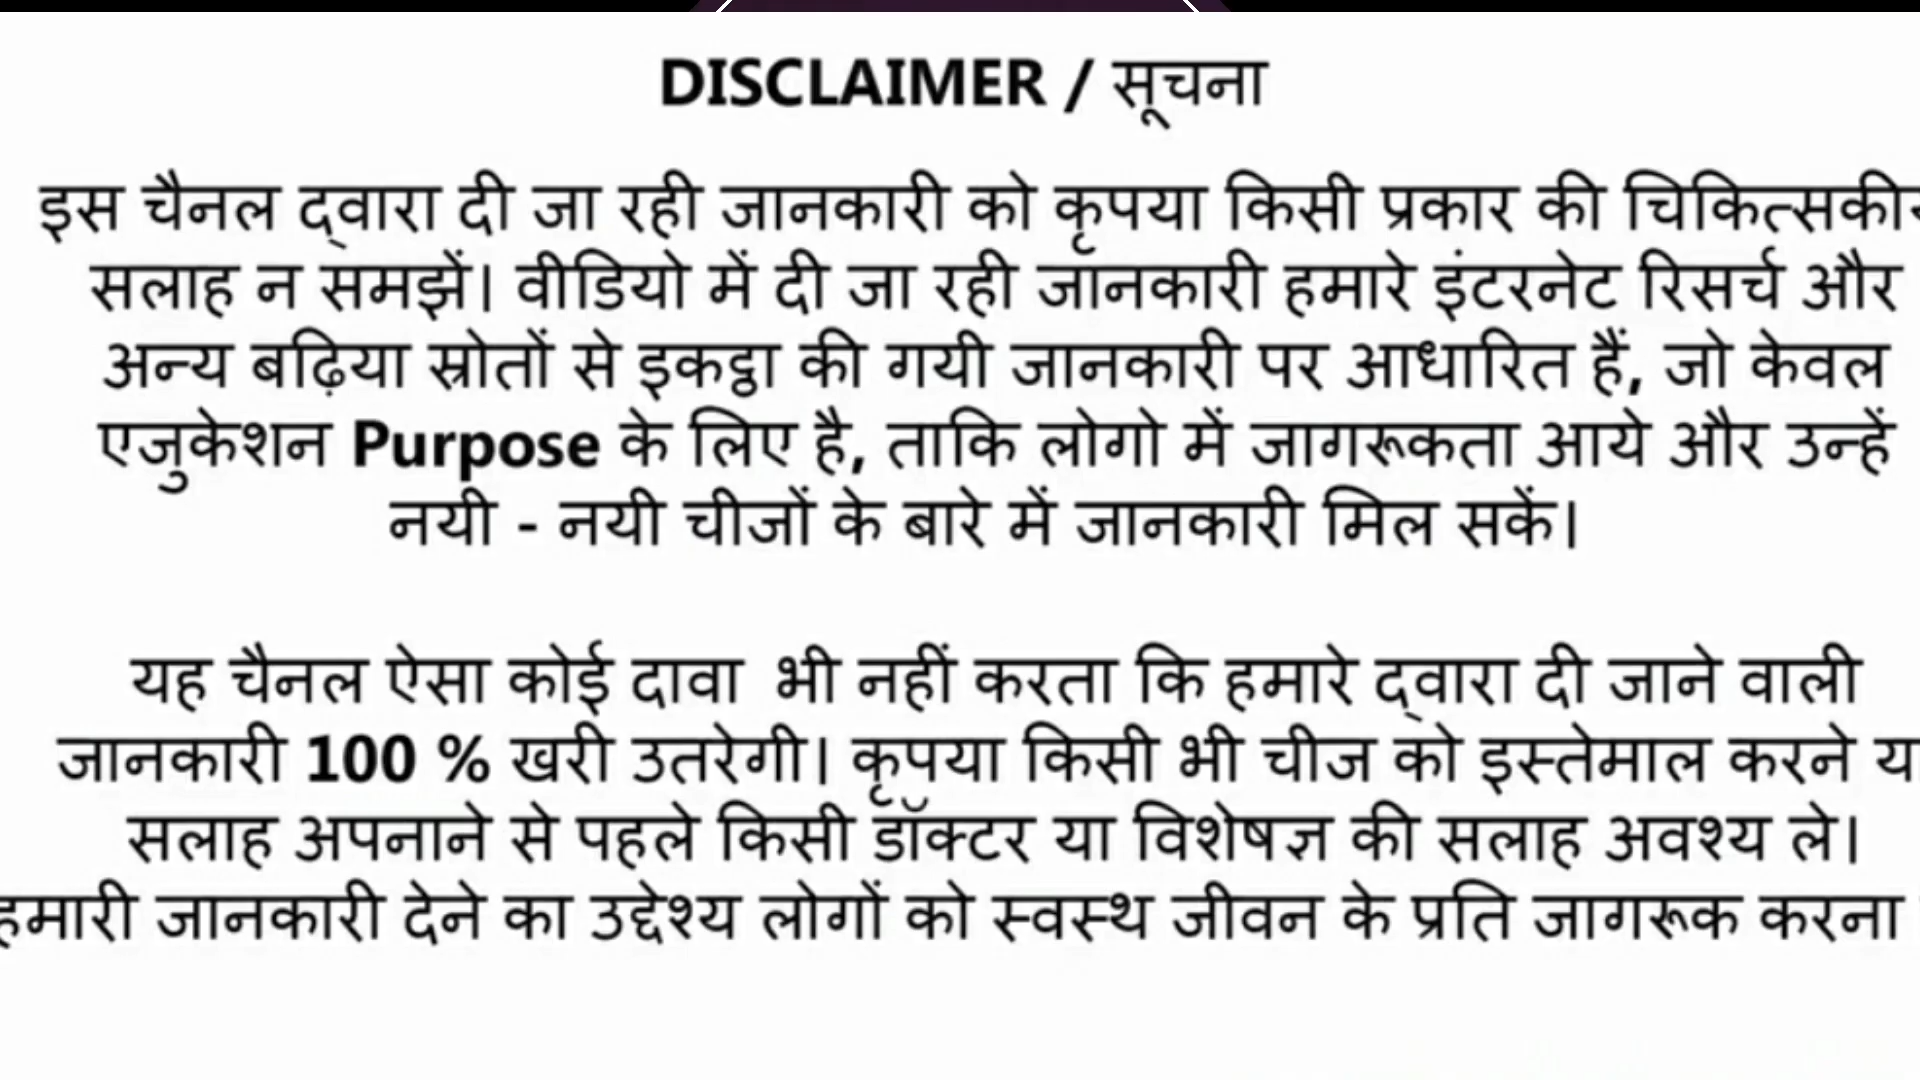 DISCLAIMER / सूचना
इस चैनल द्वारा दी जा रही जानकारी को कृपया किसी प्रकार की
सलाह न समझें। वीडियो में दी जा रही जानकारी हमारे इंटरनेट रिसर्च और
अन्य बढ़िया स्रोतों से इकट्ठा की गयी जानकारी पर आधारित हैं, जो केवल
एजुकेशन Purpose के लिए है, ताकि लोगो में जागरूकता आये और उन्हें
नयी - नयी चीजों के बारे में जानकारी मिल सकें।
यह चैनल ऐसा कोई दावा भी नहीं करता कि हमारे द्वारा दी जाने वाली
जानकारी 100 % खरी उतरेगी। कृपया किसी भी चीज को इस्तेमाल करने
सलाह अपनाने से पहले किसी डॉक्टर या विशेषज्ञ की सलाह अवश्य ले।
हमारी जानकारी देने का उद्देश्य लोगों को स्वस्थ जीवन के प्रति जागरूक करना